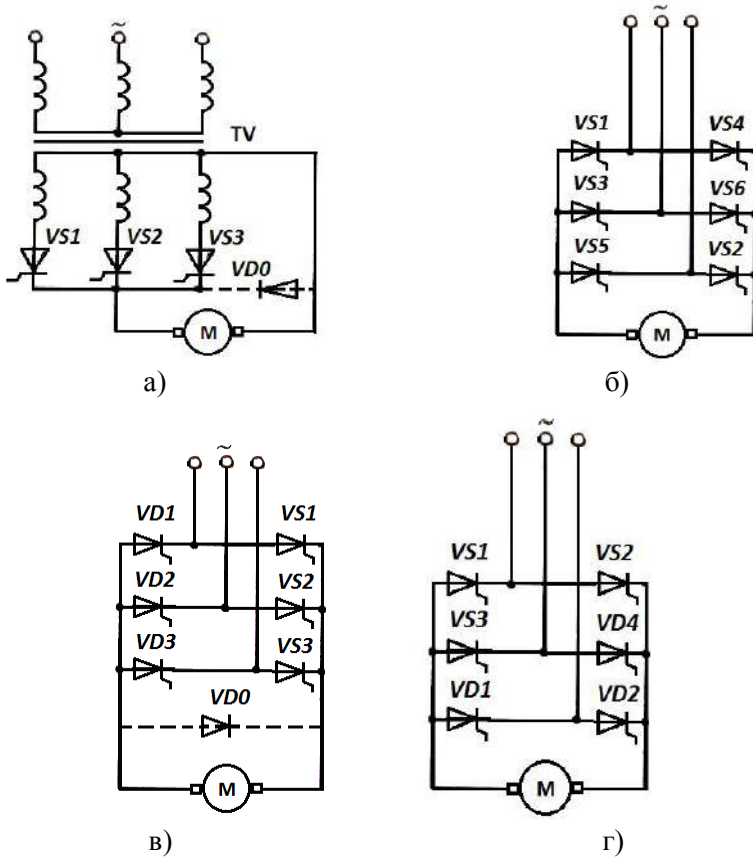 ~
TV
VS1 VS2 VS3
VD0
M
а)
~
VS1 VS4
VS3 VS6
VS5 VS2
M
б)
~
VD1 VS1
VD2 VS2
VD3 VS3
VD0
M
в)
~
VS1 VS2
VS3 VD4
VD1 VD2
M
г)